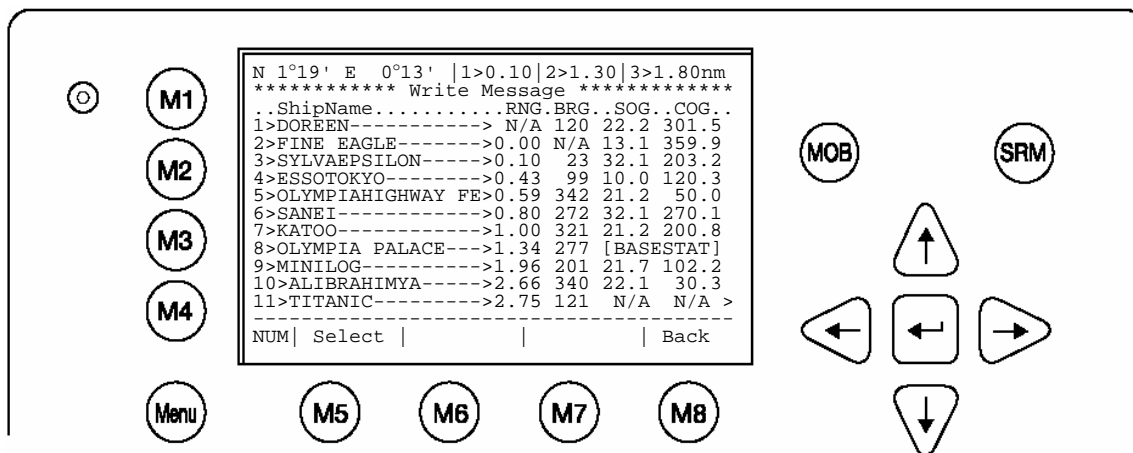 N 1°19' E  0°13' |1>0.10|2>1.30|3>1.80nm
************ Write Message *************
..ShipName...........RNG.BRG..SOG..COG..
1>DOREEN-----------> N/A 120 22.2 301.5
2>FINE EAGLE------->0.00 N/A 13.1 359.9
3>SYLVAEPSILON----->0.10  23 32.1 203.2
4>ESSOTOKYO-------->0.43  99 10.0 120.3
5>OLYMPIAHIGHWAY FE>0.59 342 21.2  50.0
6>SANEI------------>0.80 272 32.1 270.1
7>KATOO------------>1.00 321 21.2 200.8
8>OLYMPIA PALACE--->1.34 277 [BASESTAT]
9>MINILOG---------->1.96 201 21.7 102.2
10>ALIBRAHIMYA----->2.66 340 22.1  30.3
11>TITANIC--------->2.75 121  N/A  N/A >
----------------------------------------
NUM| Select |         |         | Back
M1
M2
M3
M4
MOB
SRM
Menu
M5
M6
M7
M8